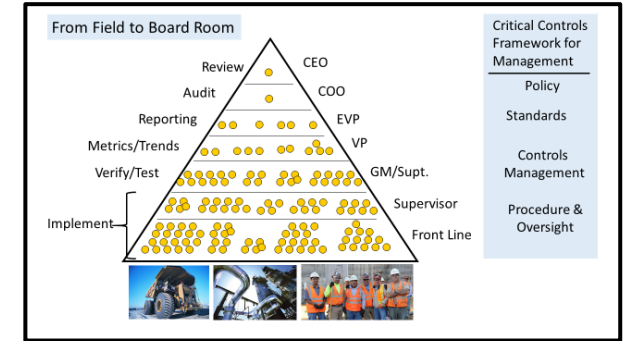 From Field to Board Room
Critical Controls
Framework for
Management
Review
CEO
Policy
Audit
COO
Standards
Reporting
EVP
Metrics/Trends
VP
Controls
Management
Verify/Test
GM/Supt.
Supervisor
Procedure &
Oversight
Implement
Front Line